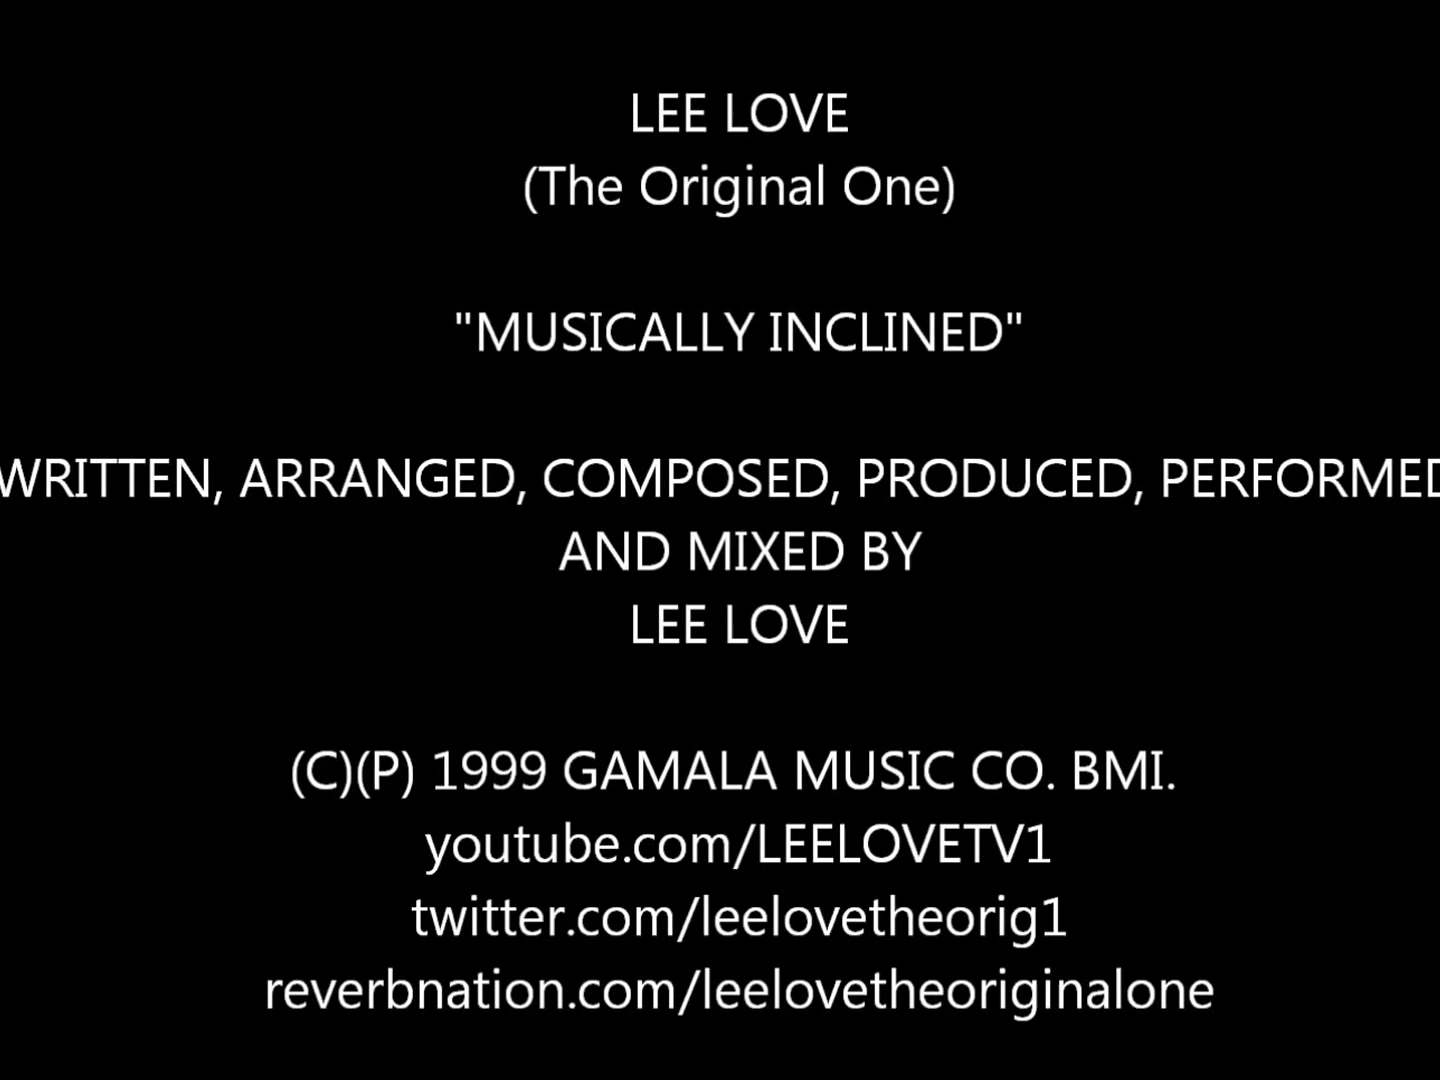 LEE LOVE
(The Original One)
"MUSICALLY INCLINED"
WRITTEN, ARRANGED, COMPOSED, PRODUCED, PERFORMED
AND MIXED BY
LEE LOVE
(C)(P) 1999 GAMALA MUSIC CO. BMI.
youtube.com/LEELOVETV1
twitter.com/leelovetheorig1
reverbnation.com/leelovetheoriginalone